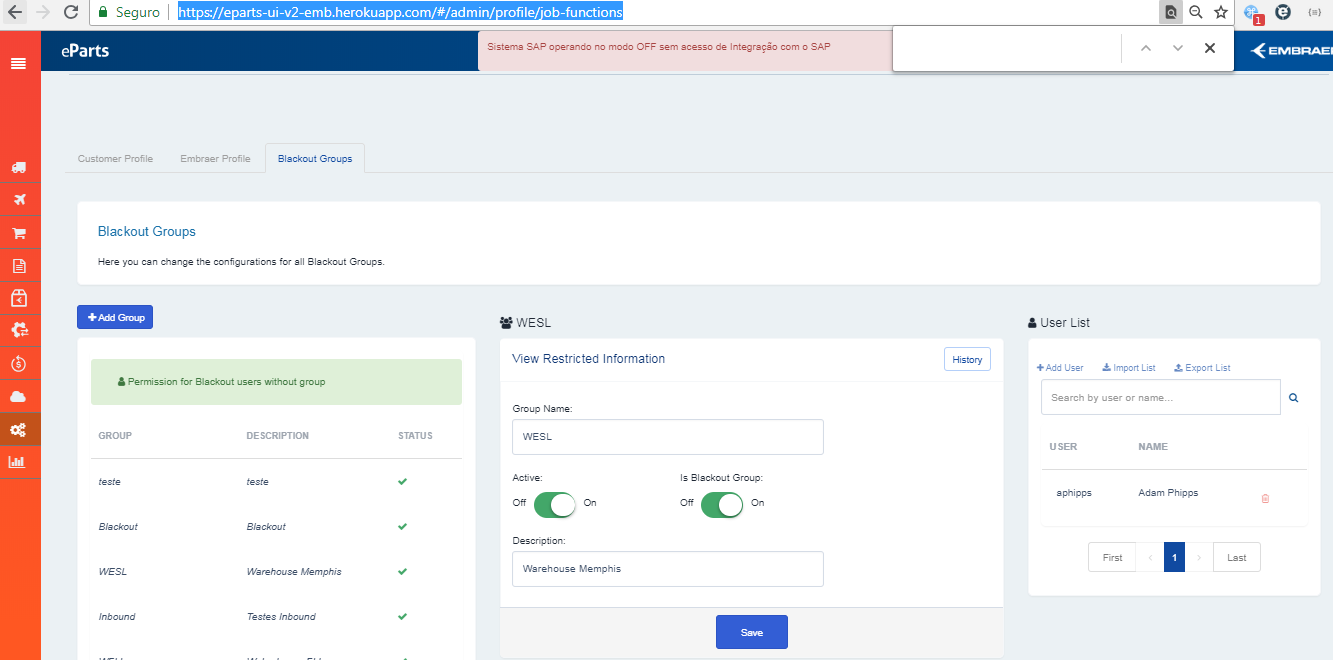 Seguro
https://eparts-ui-v2-emb.herokuapp.com/#/admin/profile/job-functions
1
eParts
Sistema SAP operando no modo OFF sem acesso de Integração com o SAP
Customer Profile
Embraer Profile
Blackout Groups
Blackout Groups
Here you can change the configurations for all Blackout Groups.
Add Group
Permission for Blackout users without group
GROUP DESCRIPTION STATUS
teste teste
Blackout Blackout
WESL Warehouse Memphis
Inbound Testes Inbound
WESL
View Restricted Information
History
Group Name:
WESL
Active: Is Blackout Group:
Off On Off On
Description:
Warehouse Memphis
Save
User List
Add User Import List Export List
Search by user or name...
USER NAME
aphipps Adam Phipps
First ‹ 1 › Last